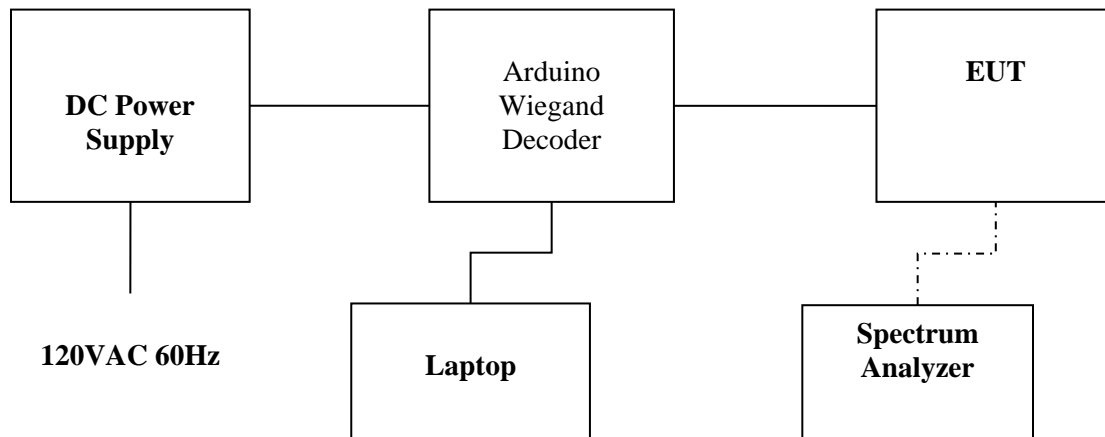 DC Power
Supply
Arduino
Wiegand
Decoder
EUT
120VAC 60Hz
Laptop
Spectrum
Analyzer